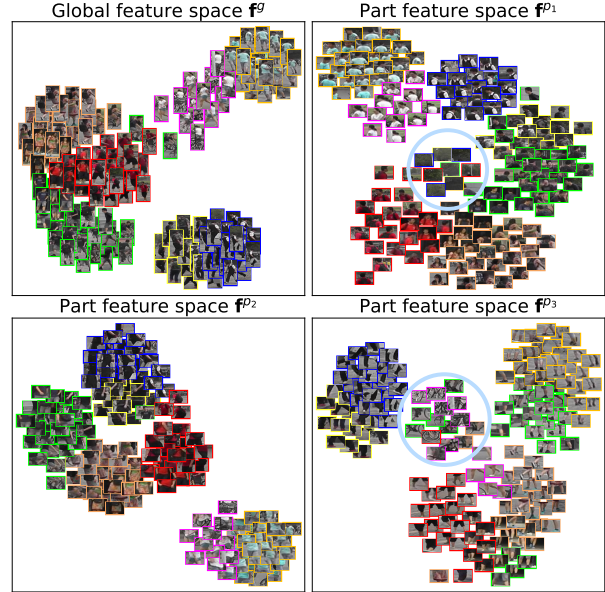 Global feature space f^g
Part feature space f^p₁
Part feature space f^p₂
Part feature space f^p₃